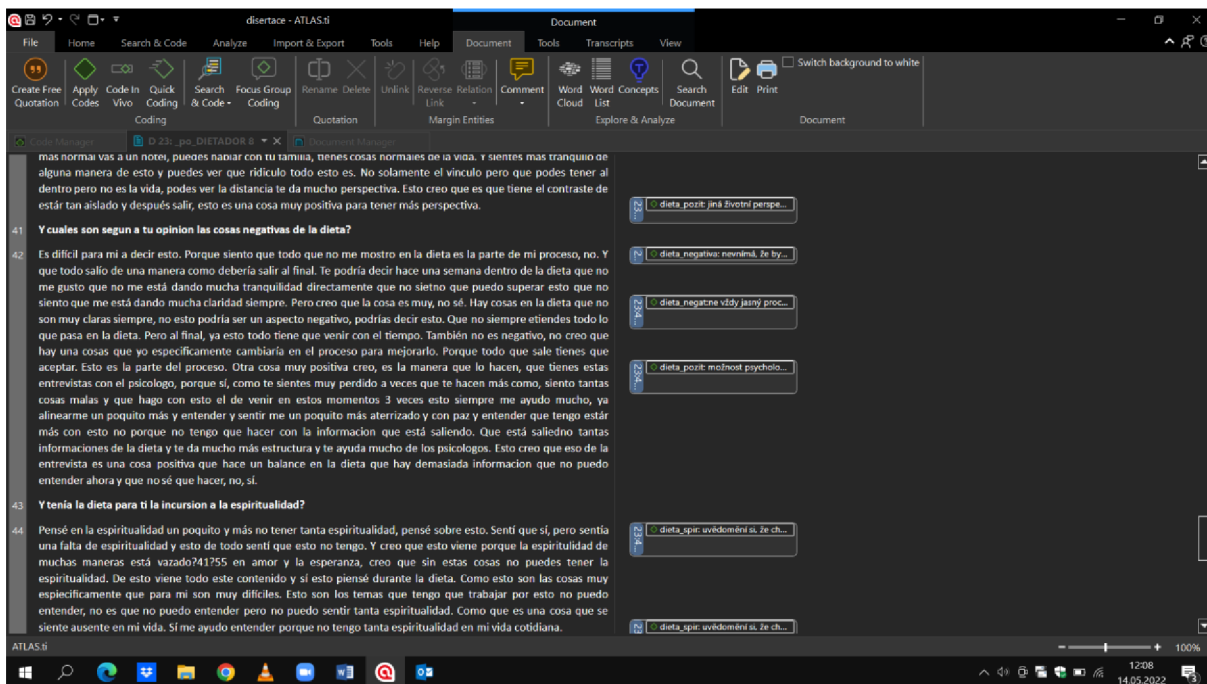 disertace - ATLAS.ti
Document
File Home Search & Code Analyze Import & Export Tools Help Document Tools Transcripts View
Create Free Quotation
Apply Codes
Code In Vivo
Quick Coding
Search & Code
Focus Group Coding
Rename Delete
Unlink
Reverse Link
Relation
Comment
Word Cloud
Word List
Concepts
Search Document
Edit Print
Switch background to white
Coding Quotation Margin Entities Explore & Analyze Document
Code Manager D 23: _po_DIETADOR 8 Document Manager
más normal vas a un hotel, puedes hablar con tu familia, tienes cosas normales de la vida. Y sientes más tranquilo de
alguna manera de esto y puedes ver que ridiculo todo esto es. No solamente el vinculo pero que podes tener al
dentro pero no es la vida, podes ver la distancia te da mucho perspectiva. Esto creo que es que tiene el contraste de
estár tan aislado y después salir, esto es una cosa muy positiva para tener más perspectiva.
23: dieta_pozit: jiná životní perspe...
41 Y cuales son segun a tu opinion las cosas negativas de la dieta?
42 Es difícil para mi a decir esto. Porque siento que todo que no me mostro en la dieta es la parte de mi proceso, no. Y
que todo salío de una manera como debería salir al final. Te podría decir hace una semana dentro de la dieta que no
me gusto que no me está dando mucha tranquilidad directamente que no sietno que puedo superar esto que no
siento que me está dando mucha claridad siempre. Pero creo que la cosa es muy, no sé. Hay cosas en la dieta que no
son muy claras siempre, no esto podría ser un aspecto negativo, podrías decir esto. Que no siempre etiendes todo lo
que pasa en la dieta. Pero al final, ya esto todo tiene que venir con el tiempo. También no es negativo, no creo que
hay una cosas que yo especificamente cambiaría en el proceso para mejorarlo. Porque todo que sale tienes que
aceptar. Esto es la parte del proceso. Otra cosa muy positiva creo, es la manera que lo hacen, que tienes estas
entrevistas con el psicologo, porque sí, como te sientes muy perdido a veces que te hacen más como, siento tantas
cosas malas y que hago con esto el de venir en estos momentos 3 veces esto siempre me ayudo mucho, ya
alinearme un poquito más y entender y sentir me un poquito más aterrizado y con paz y entender que tengo estár
más con esto no porque no tengo que hacer con la informacion que está saliendo. Que está saliedno tantas
informaciones de la dieta y te da mucho más estructura y te ayuda mucho de los psicologos. Esto creo que eso de la
entrevista es una cosa positiva que hace un balance en la dieta que hay demasiada informacion que no puedo
entender ahora y que no sé que hacer, no, sí.
dieta_negativa: nevnímá, že by...
23:4... dieta_negat:ne vždy jasný proc...
23:4... dieta_pozit: možnost psycholo...
43 Y tenía la dieta para ti la incursion a la espiritualidad?
44 Pensé en la espiritualidad un poquito y más no tener tanta espiritualidad, pensé sobre esto. Sentí que sí, pero sentía
una falta de espiritualidad y esto de todo sentí que esto no tengo. Y creo que esto viene porque la espiritulidad de
muchas maneras está vazado?41?55 en amor y la esperanza, creo que sin estas cosas no puedes tener la
espiritualidad. De esto viene todo este contenido y sí esto piensé durante la dieta. Como esto son las cosas muy
espiecificamente que para mi son muy difíciles. Esto son los temas que tengo que trabajar por esto no puedo
entender, no es que no puedo entender pero no puedo sentir tanta espiritualidad. Como que es una cosa que se
siente ausente en mi vida. Sí me ayudo entender porque no tengo tanta espiritualidad en mi vida cotidiana.
23:4... dieta_spir: uvědomění si, že ch...
dieta_spir: uvědomění si, že ch...
ATLAS.ti
100%
12:08
14.05.2022